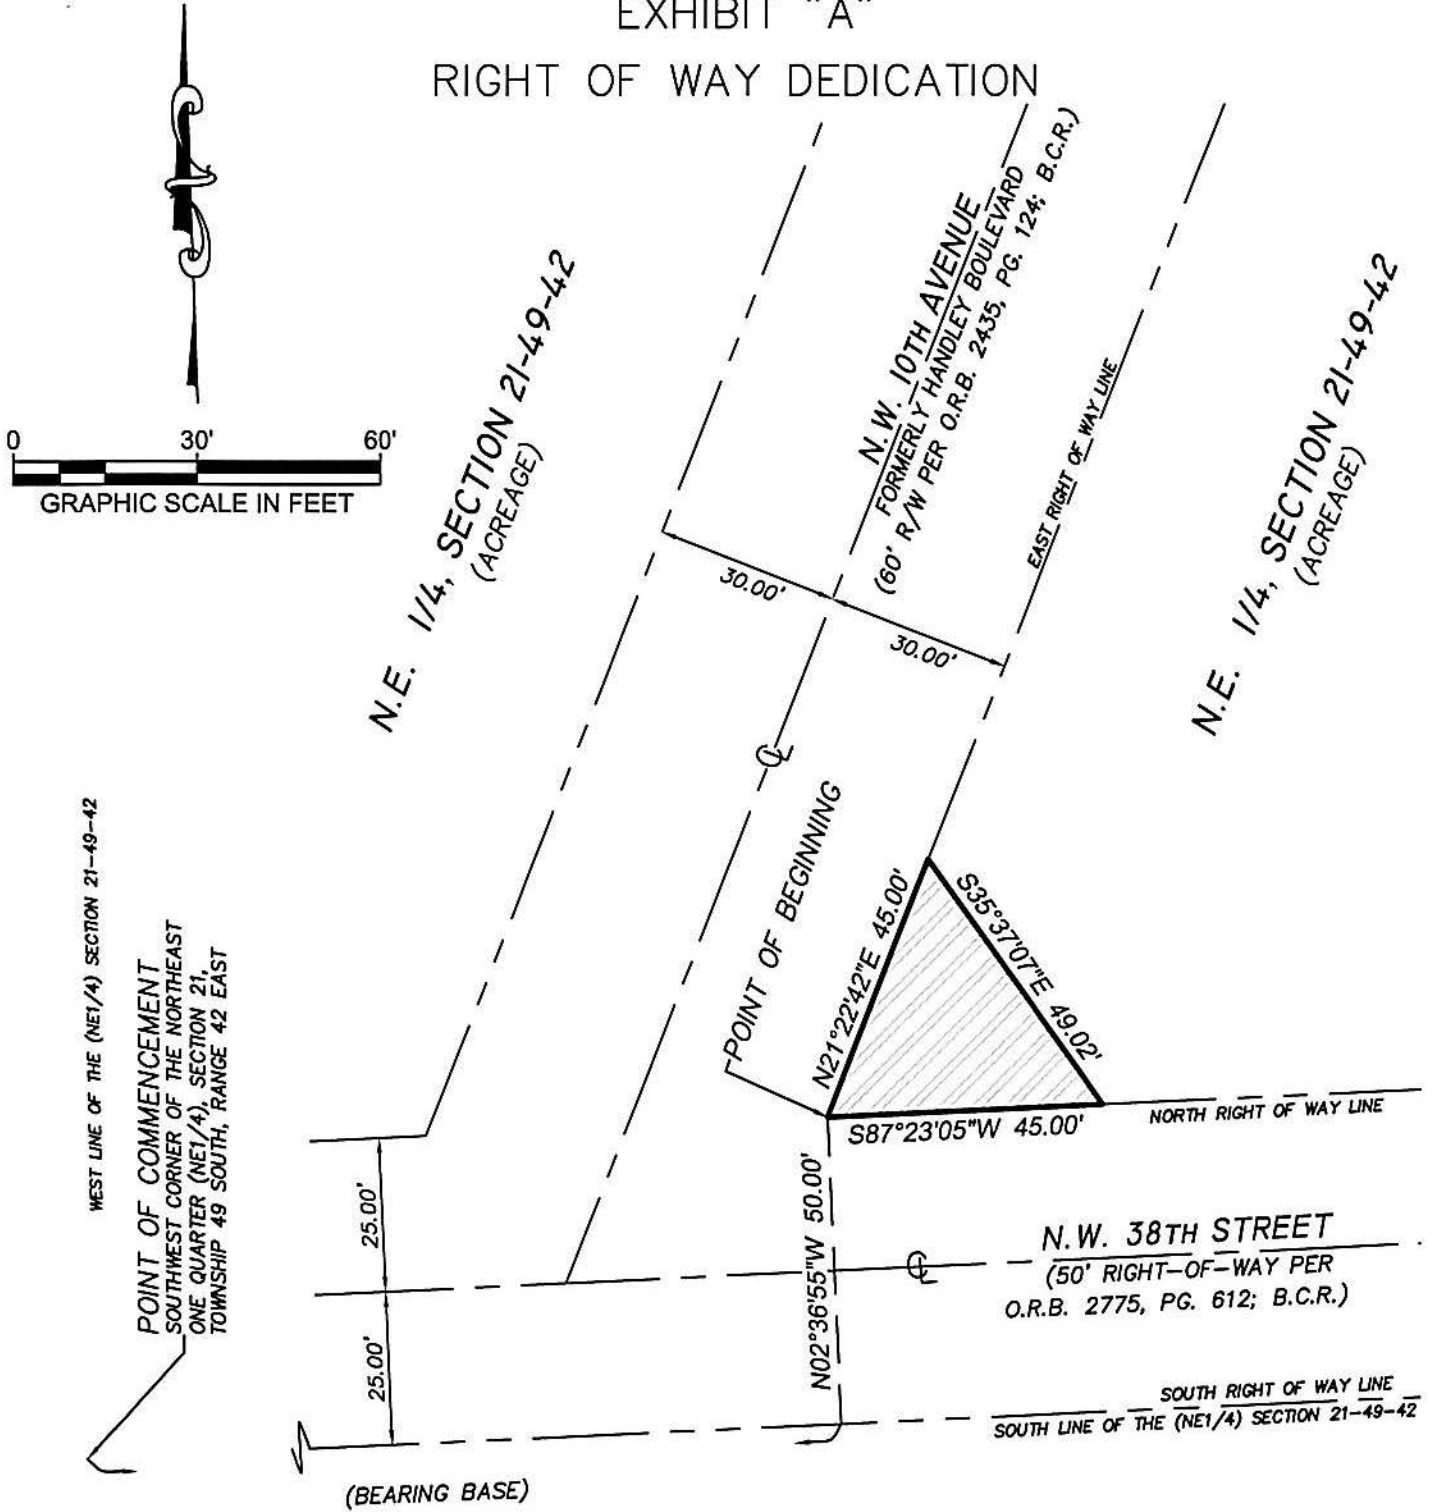 EXHIBIT "A"
RIGHT OF WAY DEDICATION
0 30' 60'
GRAPHIC SCALE IN FEET
N.E. 1/4, SECTION 21-49-42
(ACREAGE)
N.W. 10TH AVENUE
FORMERLY HANDLEY BOULEVARD
(60' R/W PER O.R.B. 2435, PG. 124; B.C.R.)
EAST RIGHT OF WAY LINE
N.E. 1/4, SECTION 21-49-42
(ACREAGE)
30.00'
30.00'
CL
WEST LINE OF THE (NE1/4) SECTION 21-49-42
POINT OF COMMENCEMENT
SOUTHWEST CORNER OF THE NORTHEAST
ONE QUARTER (NE1/4), SECTION 21,
TOWNSHIP 49 SOUTH, RANGE 42 EAST
POINT OF BEGINNING
N21°22'42"E 45.00'
S35°37'07"E 49.02'
S87°23'05"W 45.00'
NORTH RIGHT OF WAY LINE
25.00'
25.00'
N02°36'55"W 50.00'
CL
N.W. 38TH STREET
(50' RIGHT-OF-WAY PER
O.R.B. 2775, PG. 612; B.C.R.)
SOUTH RIGHT OF WAY LINE
SOUTH LINE OF THE (NE1/4) SECTION 21-49-42
(BEARING BASE)